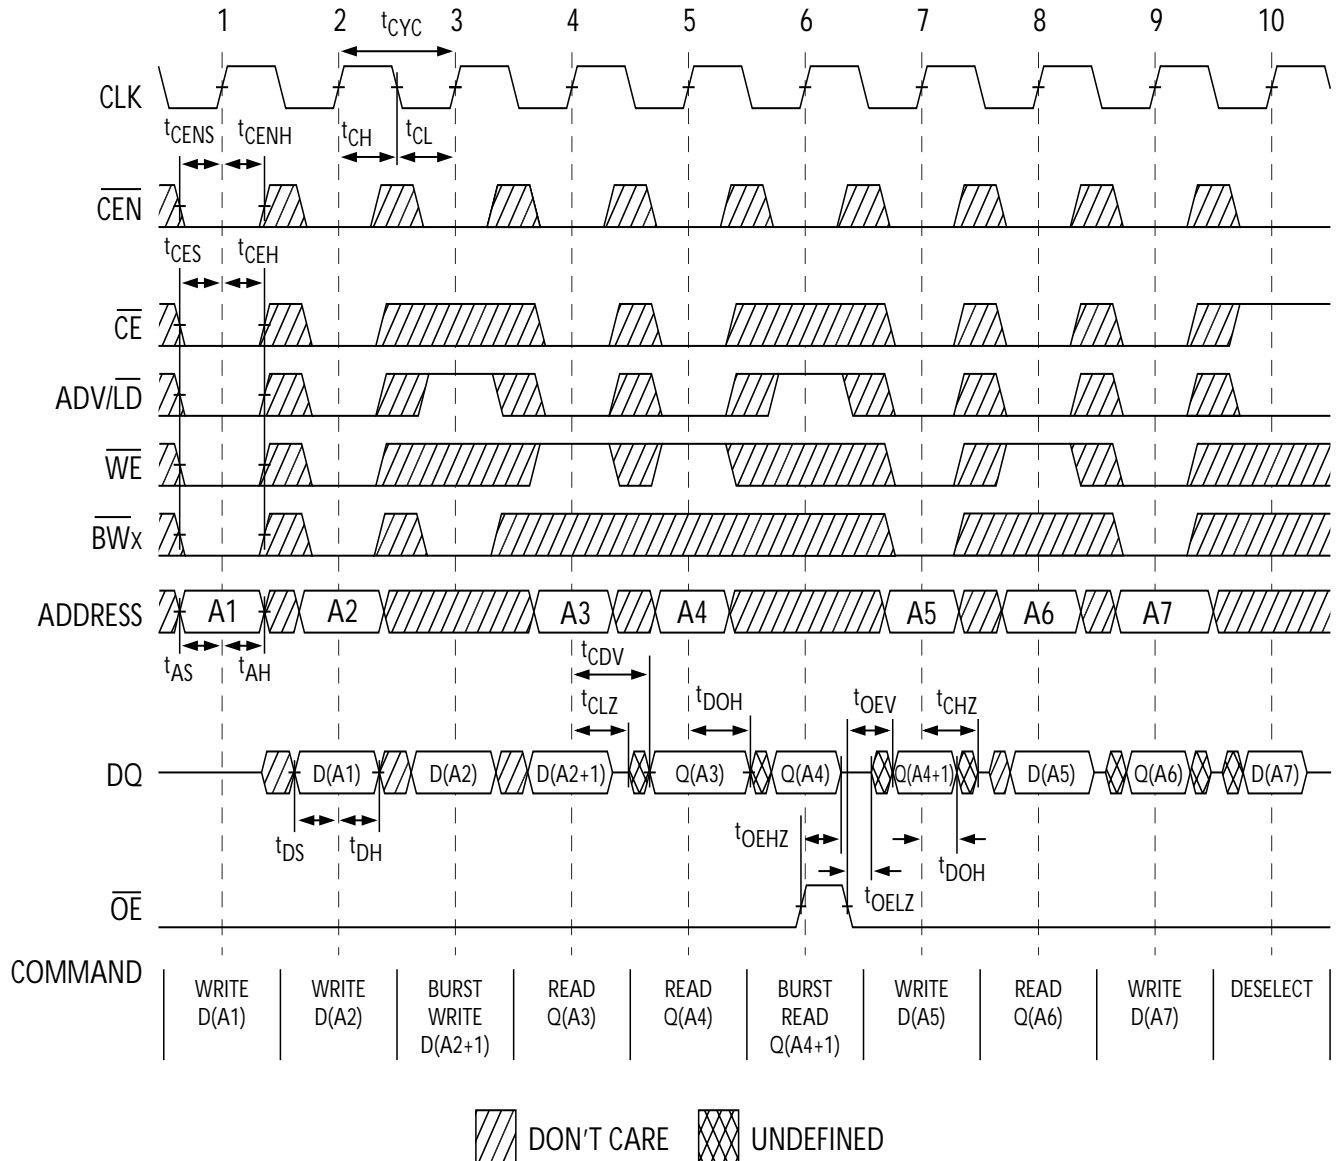 1 2 tCYC 3 4 5 6 7 8 9 10
CLK
tCENS tCENH tCH tCL
CEN
tCES tCEH
CE
ADV/LD
WE
BWx
ADDRESS A1 A2 A3 A4 A5 A6 A7
tAS tAH tCDV
tCLZ tDOH tOEV tCHZ
DQ D(A1) D(A2) D(A2+1) Q(A3) Q(A4) Q(A4+1) D(A5) Q(A6) D(A7)
tDS tDH tOEHZ tDOH
tOELZ
OE
COMMAND
WRITE WRITE BURST READ READ BURST WRITE READ WRITE DESELECT
D(A1) D(A2) WRITE Q(A3) Q(A4) READ D(A5) Q(A6) D(A7)
D(A2+1) Q(A4+1)
DON'T CARE UNDEFINED